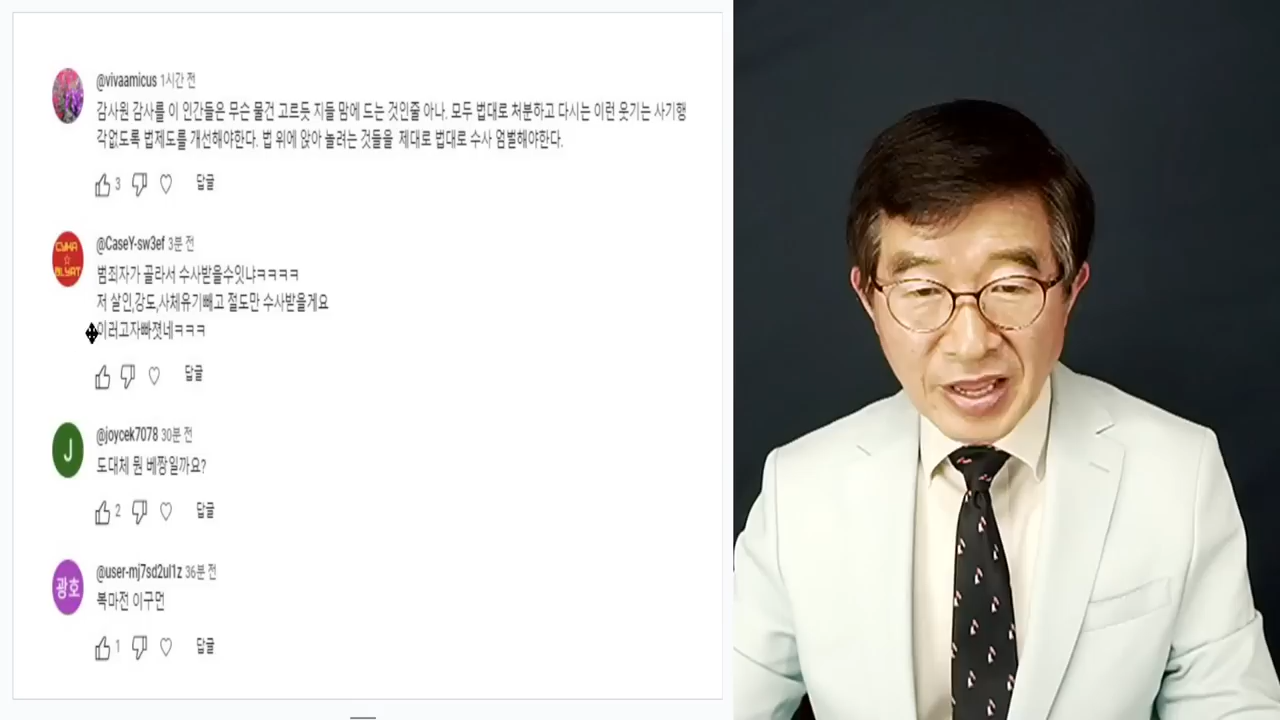 @vivaamicus 1시간 전
감사원 감사를 이 인간들은 무슨 물건 고르듯 지들 맘에 드는 것인줄 아나. 모두 법대로 처분하고 다시는 이런 웃기는 사기행
각없도록 법제도를 개선해야한다. 법 위에 앉아 놀려는 것들을 제대로 법대로 수사 엄벌해야한다.
3 답글
CYKA
BLYAT
@CaseY-sw3ef 3분 전
범죄자가 골라서 수사받을수잇냐ㅋㅋㅋㅋ
저 살인,강도,사체유기빼고 절도만 수사받을게요
이러고자빠졋네ㅋㅋㅋ
답글
J
@joycek7078 30분 전
도대체 뭔 베짱일까요?
2 답글
광호
@user-mj7sd2ul1z 36분 전
복마전 이구먼
1 답글